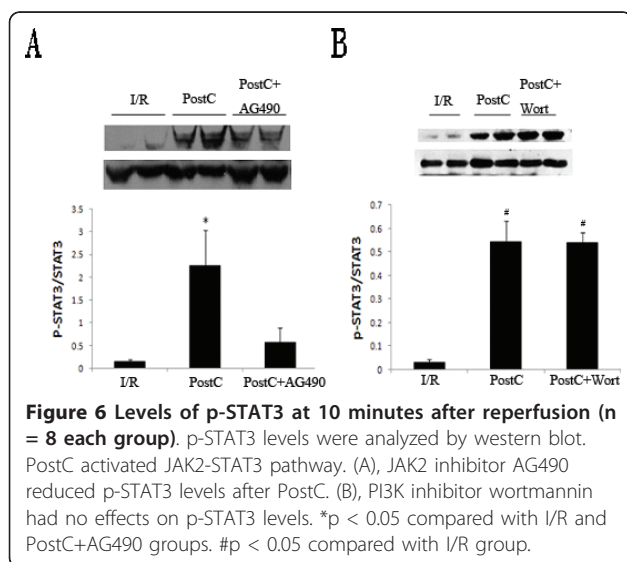 A
B
I/R PostC PostC+
AG490
I/R PostC PostC+
Wort
3.5
3
2.5
2
1.5
1
0.5
0
P-STAT3/STAT3
*
I/R PostC PostC+AG490
0.7
0.6
0.5
0.4
0.3
0.2
0.1
0
p-STAT3/STAT3
# #
I/R PostC PostC+Wort
Figure 6 Levels of p-STAT3 at 10 minutes after reperfusion (n
= 8 each group). p-STAT3 levels were analyzed by western blot.
PostC activated JAK2-STAT3 pathway. (A), JAK2 inhibitor AG490
reduced p-STAT3 levels after PostC. (B), PI3K inhibitor wortmannin
had no effects on p-STAT3 levels. *p < 0.05 compared with I/R and
PostC+AG490 groups. #p < 0.05 compared with I/R group.